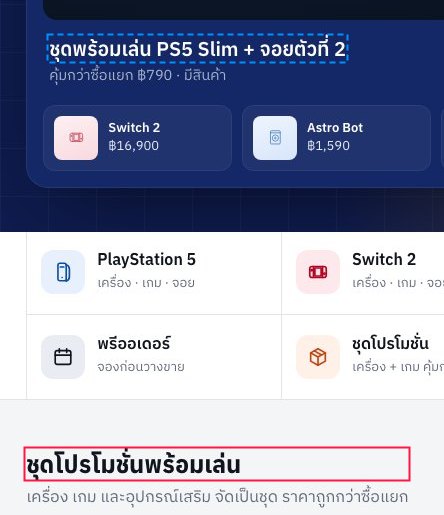 ชุดพร้อมเล่น PS5 Slim + จอยตัวที่ 2
คุ้มกว่าซื้อแยก ฿790 · มีสินค้า
Switch 2
฿16,900
Astro Bot
฿1,590
PlayStation 5
เครื่อง · เกม · จอย
Switch 2
เครื่อง · เกม · จอย
พรีออเดอร์
จองก่อนวางขาย
ชุดโปรโมชั่น
เครื่อง + เกม คุ้ม
ชุดโปรโมชั่นพร้อมเล่น
เครื่อง เกม และอุปกรณ์เสริม จัดเป็นชุด ราคาถูกกว่าซื้อแยก